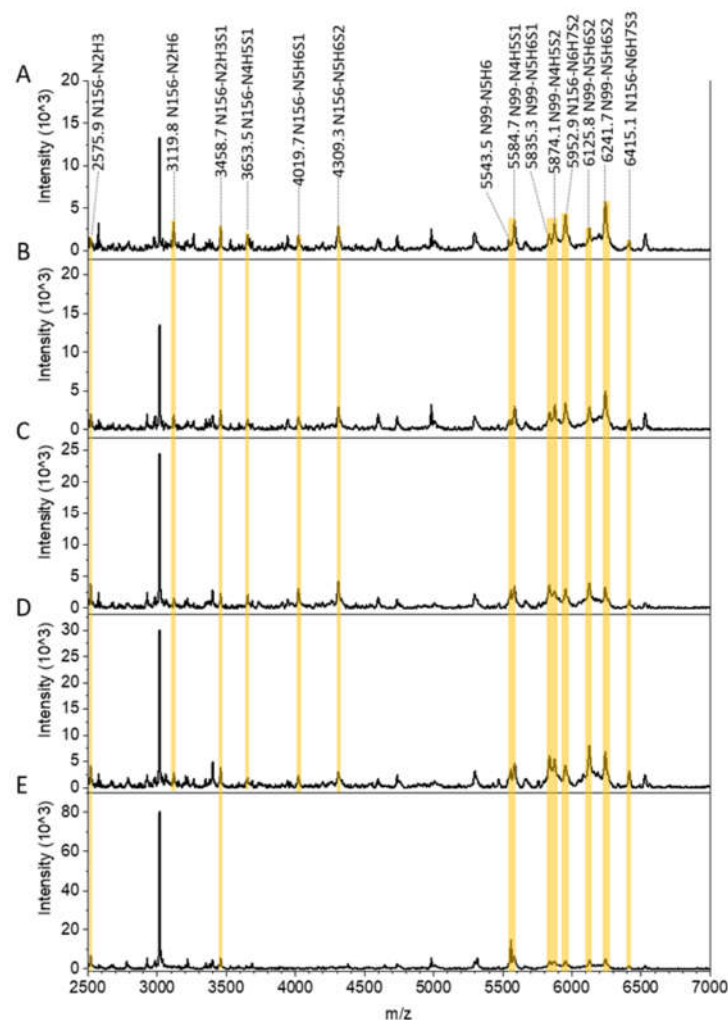 2575.9 N156-N2H3
3119.8 N156-N2H6
3458.7 N156-N2H3S1
3653.5 N156-N4H5S1
4019.7 N156-N5H6S1
4309.3 N156-N5H6S2
5543.5 N99-N5H6
5584.7 N99-N4H5S1
5835.3 N99-N5H6S1
5874.1 N99-N4H5S2
5952.9 N156-N6H7S2
6125.8 N99-N5H6S2
6241.7 N99-N5H6S2
6415.1 N156-N6H7S3
A
Intensity (10^3)
20
15
10
5
0
B
Intensity (10^3)
20
15
10
5
0
C
Intensity (10^3)
25
20
15
10
5
0
D
Intensity (10^3)
30
25
20
15
10
5
0
E
Intensity (10^3)
80
60
40
20
0
2500 3000 3500 4000 4500 5000 5500 6000 6500 7000
m/z